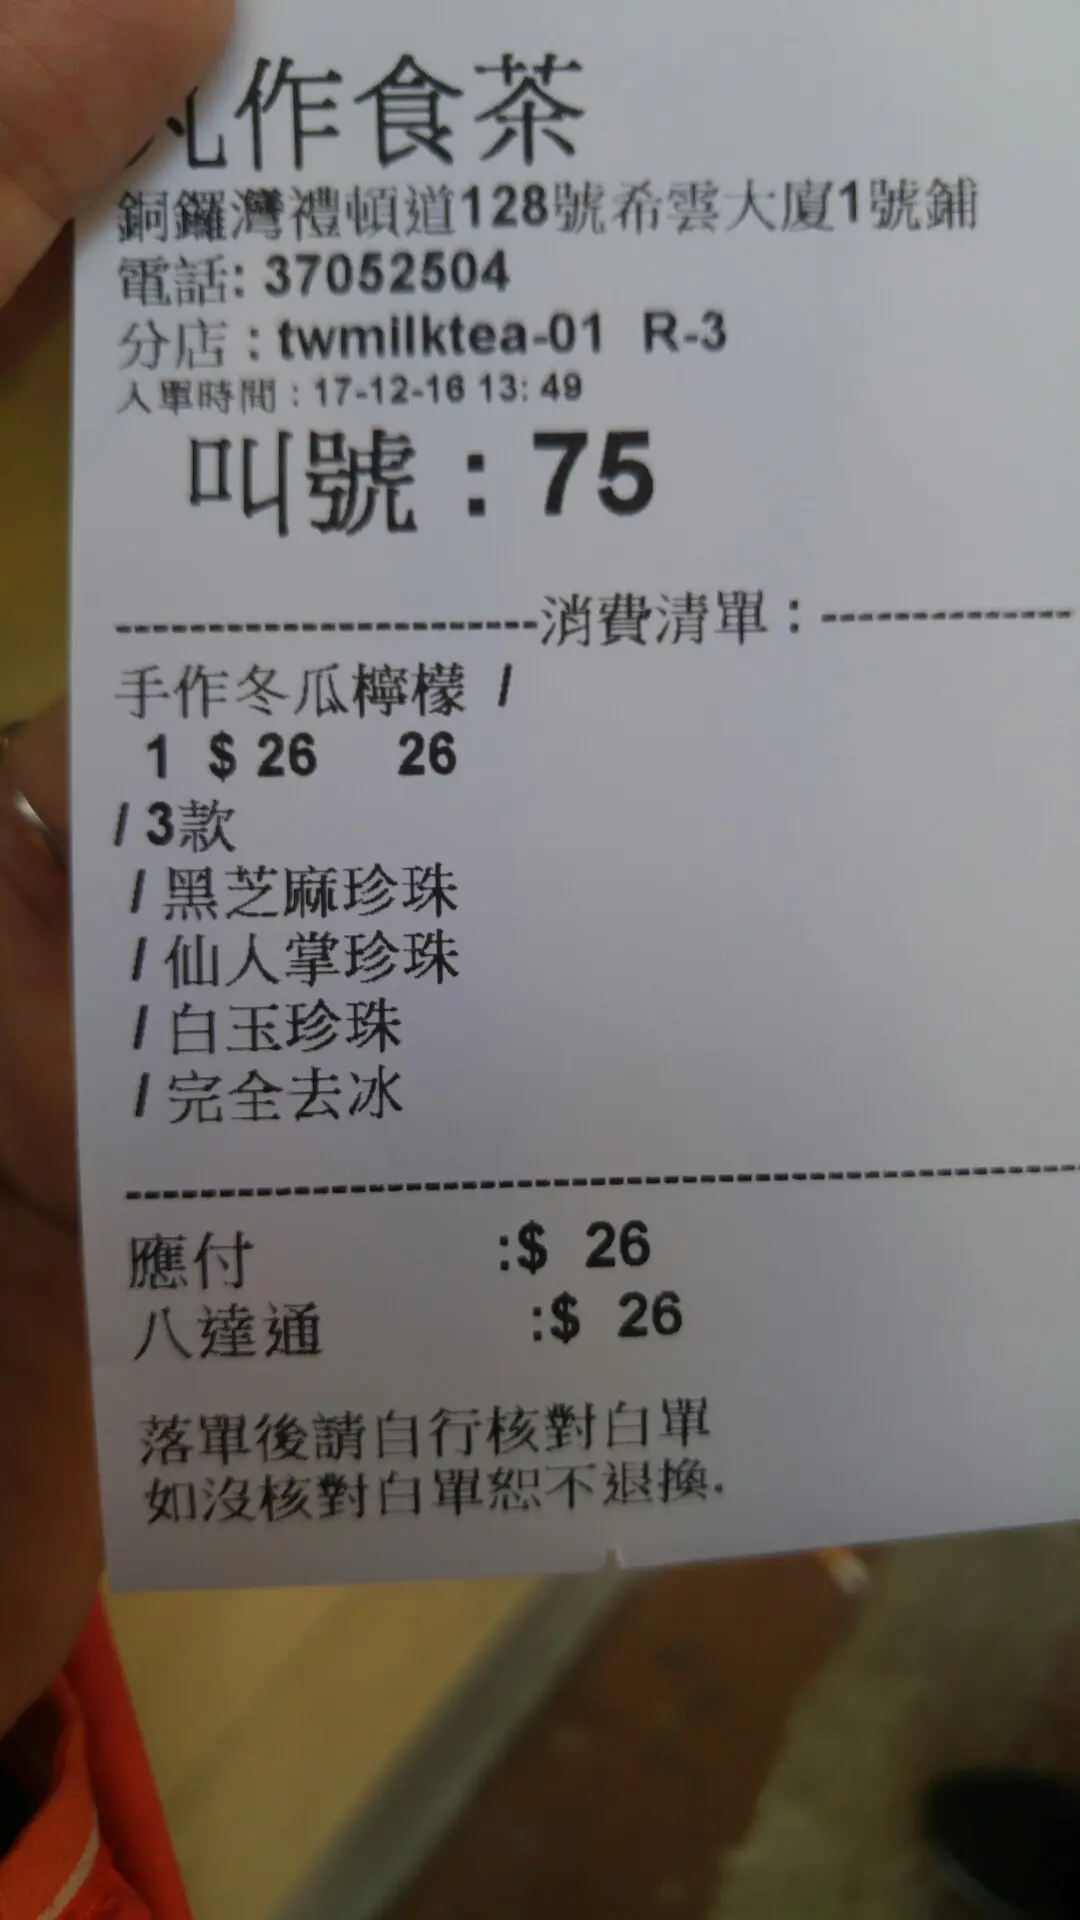 作食茶
銅鑼灣禮頓道128號希雲大廈1號鋪
電話: 37052504
分店 : twmilktea-01 R-3
入單時間 : 17-12-16 13: 49
叫號 : 75
-----------------------消費清單 : --------------
手作冬瓜檸檬 /
1 $ 26 26
/ 3款
/ 黑芝麻珍珠
/ 仙人掌珍珠
/ 白玉珍珠
/ 完全去冰
應付 :$ 26
八達通 :$ 26
落單後請自行核對白單
如沒核對白單恕不退換.